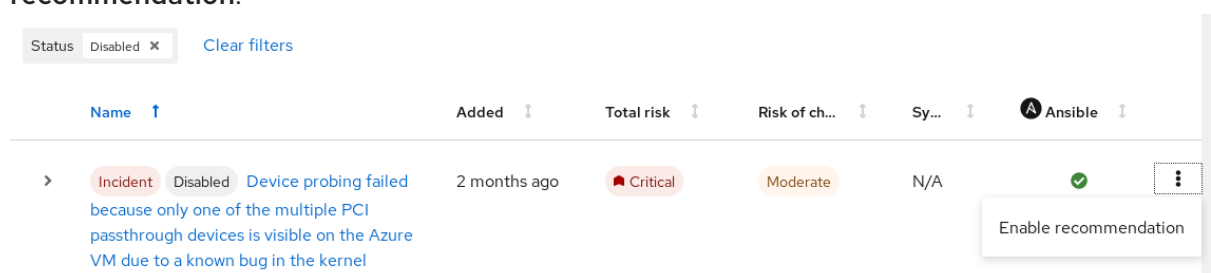 recommendation.
Status Disabled × Clear filters
Name Added Total risk Risk of ch... Sy... Ansible
Incident Disabled Device probing failed 2 months ago Critical Moderate N/A
because only one of the multiple PCI
passthrough devices is visible on the Azure
VM due to a known bug in the kernel
Enable recommendation